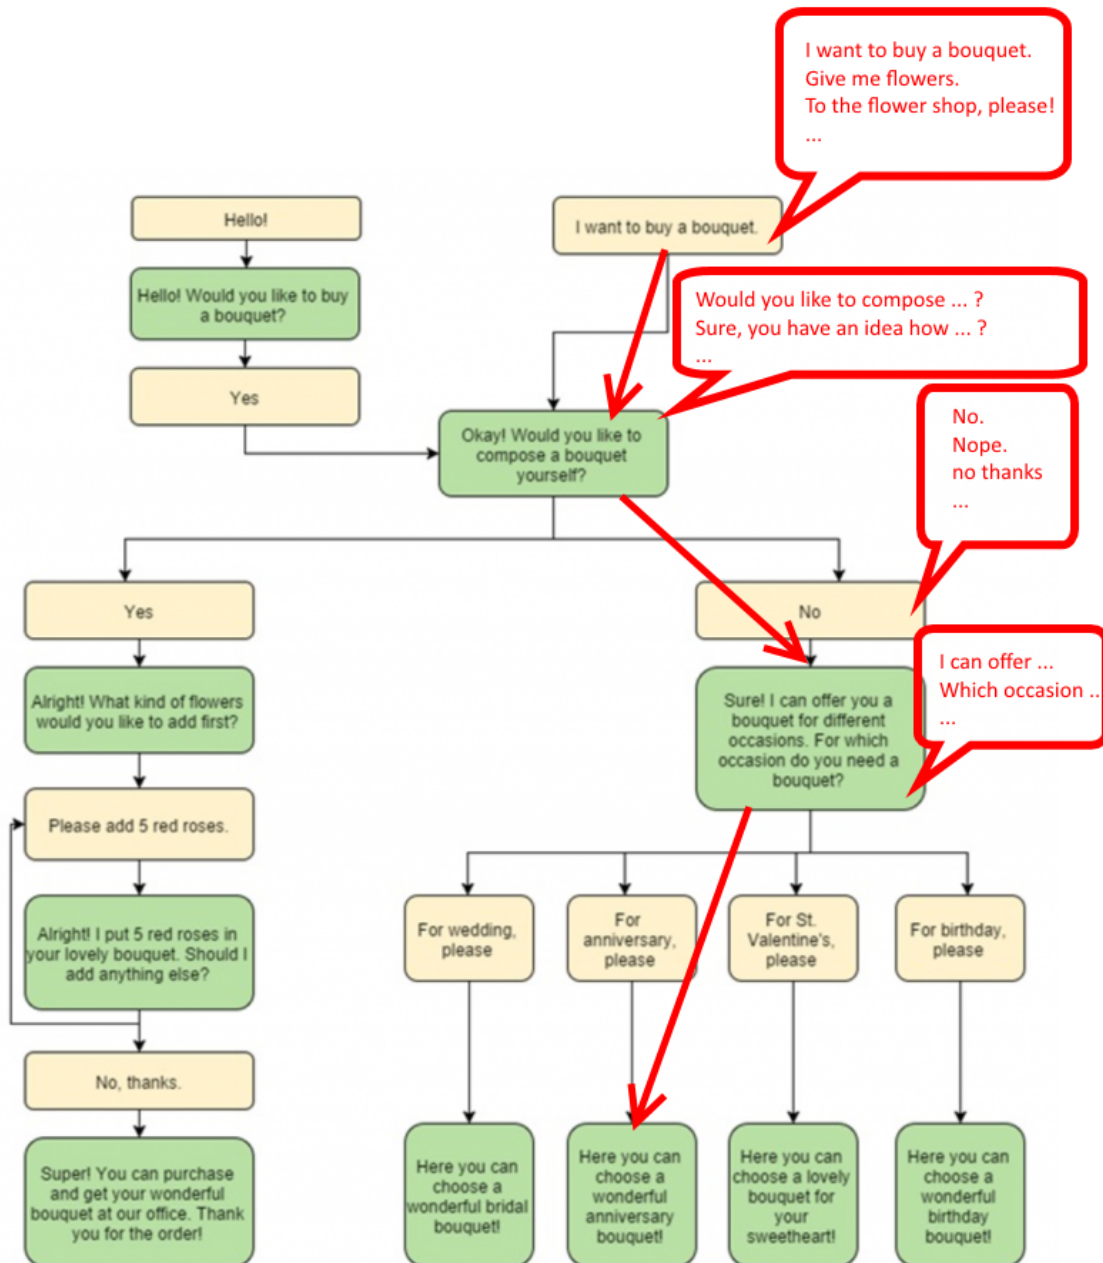 I want to buy a bouquet.
Give me flowers.
To the flower shop, please!
...
Hello!
I want to buy a bouquet.
Hello! Would you like to buy
a bouquet?
Would you like to compose ... ?
Sure, you have an idea how ... ?
...
Yes
Okay! Would you like to
compose a bouquet
yourself?
No.
Nope.
no thanks
...
Yes
No
Alright! What kind of flowers
would you like to add first?
I can offer ...
Which occasion ..
...
Sure! I can offer you a
bouquet for different
occasions. For which
occasion do you need a
bouquet?
Please add 5 red roses.
Alright! I put 5 red roses in
your lovely bouquet. Should I
add anything else?
For wedding,
please
For
anniversary,
please
For St.
Valentine's,
please
For birthday,
please
No, thanks.
Super! You can purchase
and get your wonderful
bouquet at our office. Thank
you for the order!
Here you can
choose a
wonderful bridal
bouquet!
Here you can
choose a
wonderful
anniversary
bouquet!
Here you can
choose a lovely
bouquet for
your
sweetheart!
Here you can
choose a
wonderful
birthday
bouquet!